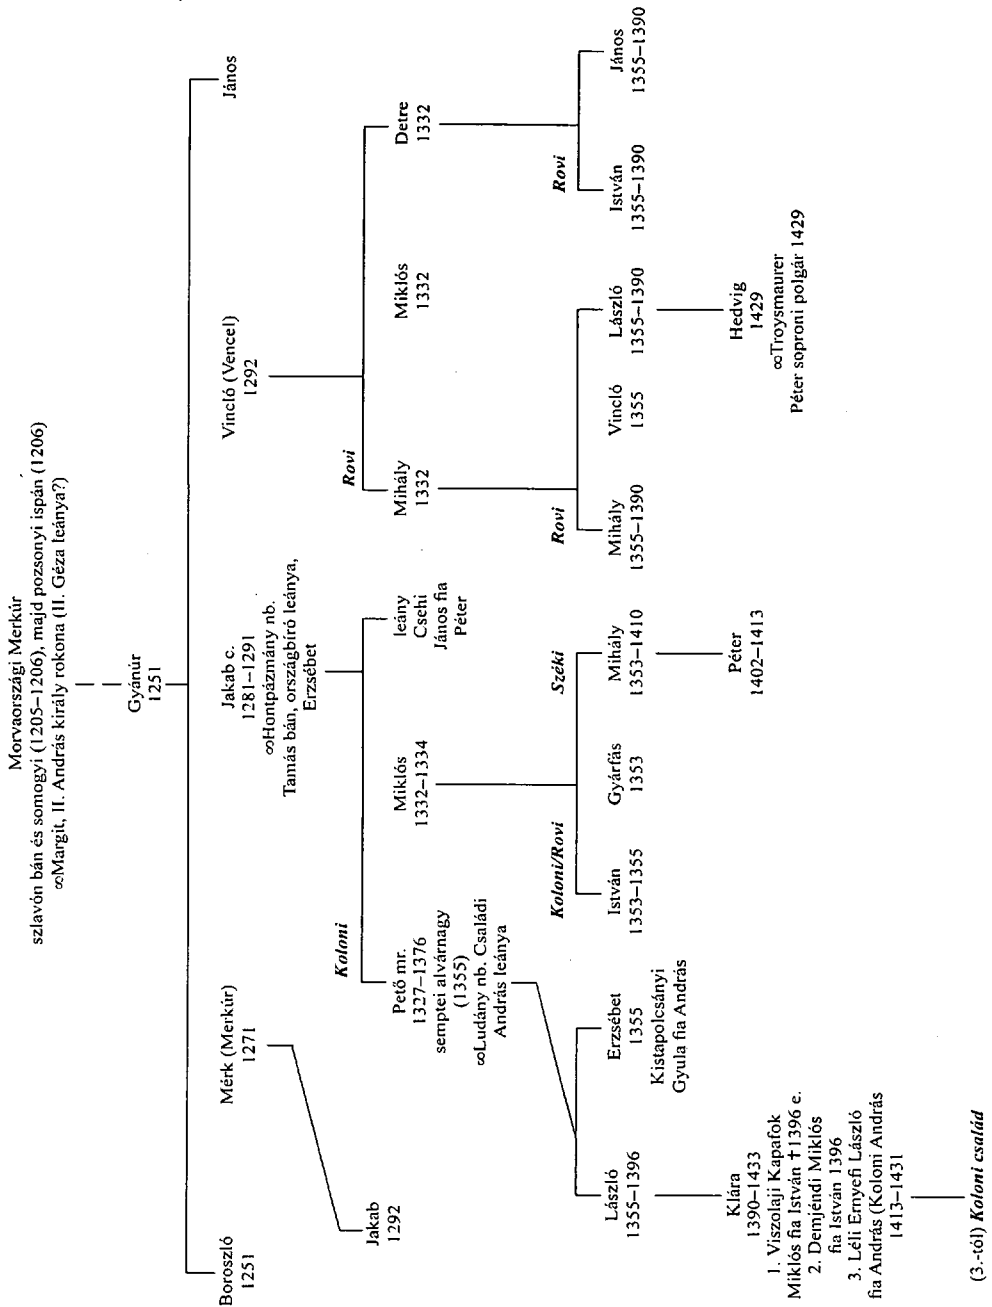 Morvaországi Merkúr
szlavón bán és somogyi (1205–1206), majd pozsonyi ispán (1206)
∞Margit, II. András király rokona (II. Géza leánya?)
Gyánúr
1251
Boroszló
1251
Mérk (Merkúr)
1271
Jakab c.
1281–1291
∞Hontpázmány nb.
Tamás bán, országbíró leánya,
Erzsébet
Vincló (Vencel)
1292
János
Jakab
1292
Koloni
Pető mr.
1327–1376
semptei alvárnagy
(1355)
∞Ludány nb. Családi
András leánya
Miklós
1332–1334
leány
Csehi
János fia
Péter
Rovi
Mihály
1332
Miklós
1332
Detre
1332
László
1355–1396
Erzsébet
1355
Kistapolcsányi
Gyula fia András
Koloni/Rovi
István
1353–1355
Gyárfás
1353
Széki
Mihály
1353–1410
Rovi
Mihály
1355–1390
Vincló
1355
László
1355–1390
Rovi
István
1355–1390
János
1355–1390
Klára
1390–1433
1. Viszolaji Kapafok
Miklós fia István †1396 e.
2. Demjéndi Miklós
fia István 1396
3. Léli Ernyefi László
fia András (Koloni András
1413–1431
Péter
1402–1413
Hedvig
1429
∞Troysmaurer
Péter soproni polgár 1429
(3.-tól) Koloni család